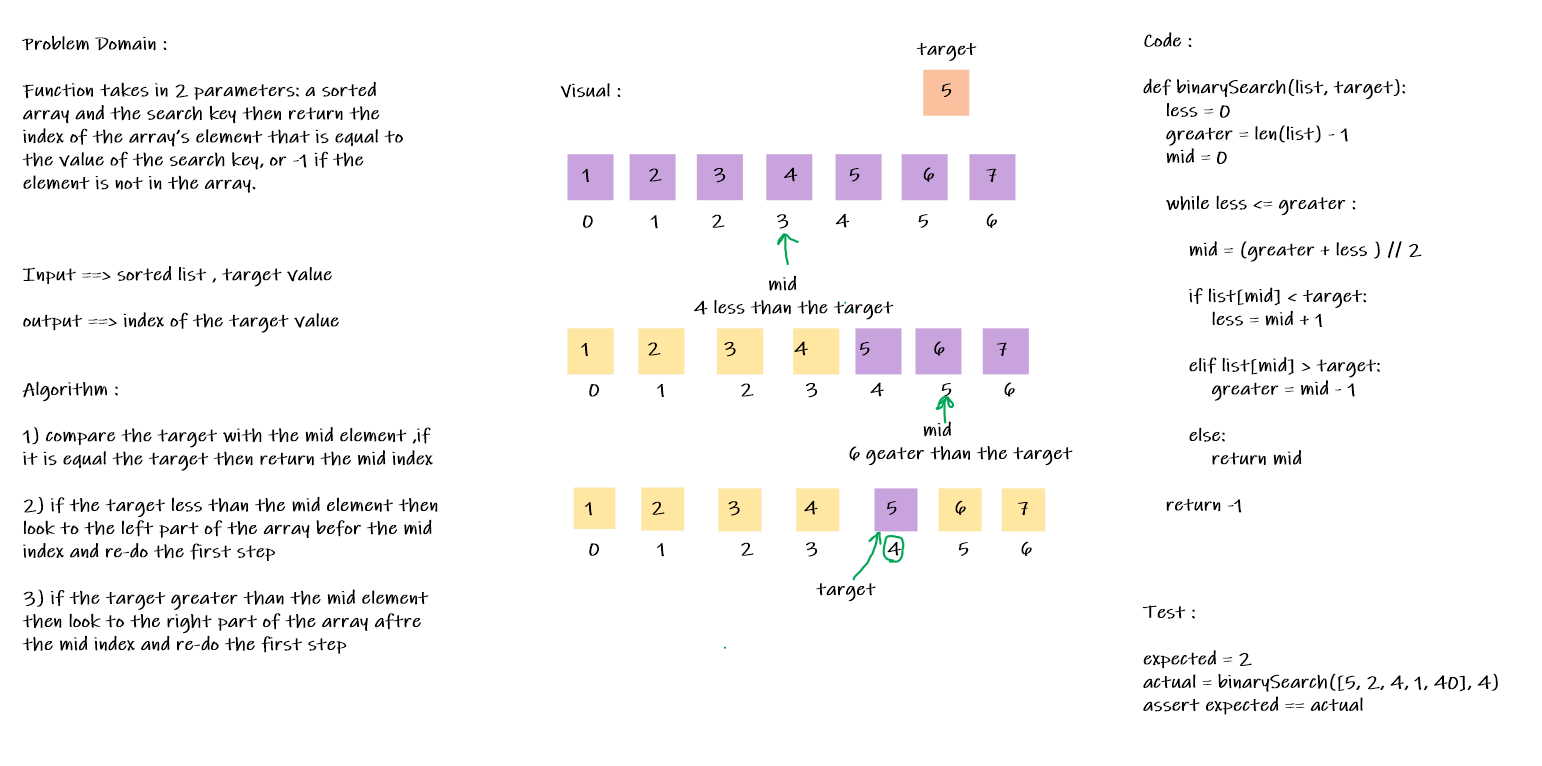 Problem Domain :
Function takes in 2 parameters: a sorted
array and the search key then return the
index of the array's element that is equal to
the value of the search key, or -1 if the
element is not in the array.
Input ==> sorted list , target value
output ==> index of the target value
Algorithm :
1) compare the target with the mid element ,if
it is equal the target then return the mid index
2) if the target less than the mid element then
look to the left part of the array befor the mid
index and re-do the first step
3) if the target greater than the mid element
then look to the right part of the array aftre
the mid index and re-do the first step
Visual :
target
5
1 2 3 4 5 6 7
0 1 2 3 4 5 6
mid
4 less than the target
1 2 3 4 5 6 7
0 1 2 3 4 5 6
mid
6 geater than the target
1 2 3 4 5 6 7
0 1 2 3 4 5 6
target
Code :
def binarySearch(list, target):
less = 0
greater = len(list) - 1
mid = 0
while less <= greater :
mid = (greater + less ) // 2
if list[mid] < target:
less = mid + 1
elif list[mid] > target:
greater = mid - 1
else:
return mid
return -1
Test :
expected = 2
actual = binarySearch([5, 2, 4, 1, 40], 4)
assert expected == actual